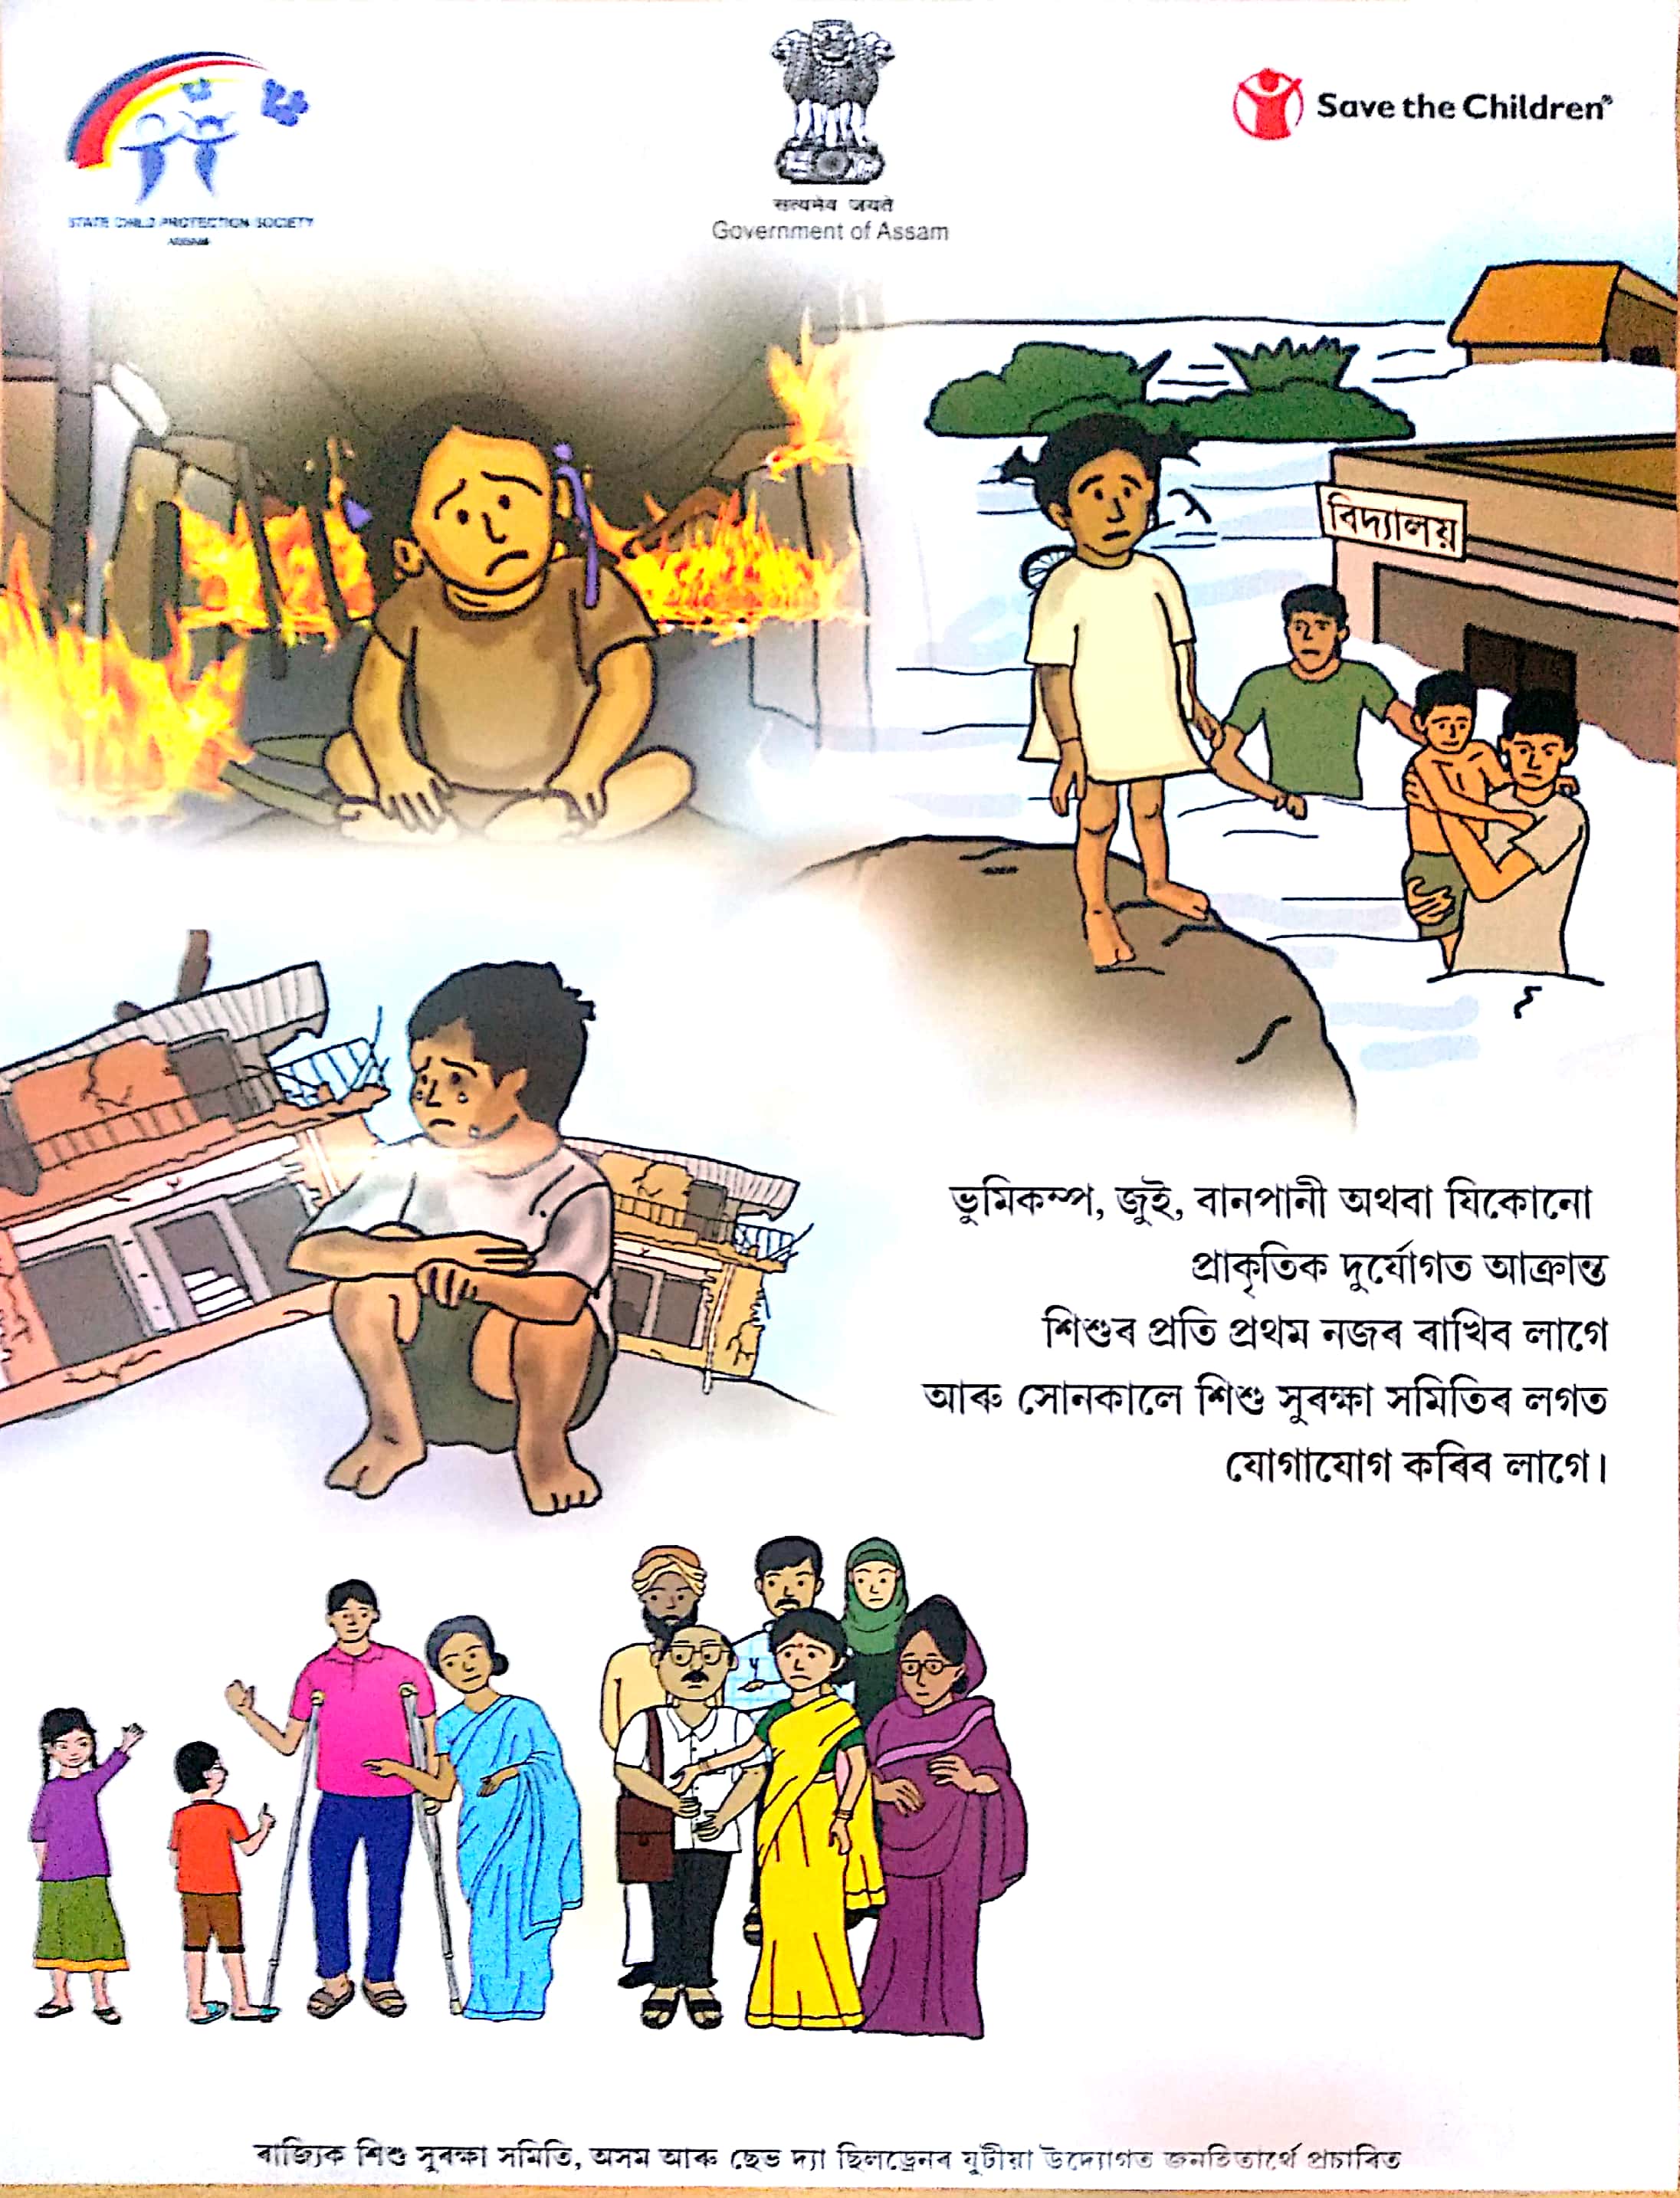 STATE CHILD PROTECTION SOCIETY
ASSAM
सत्यमेव जयते
Government of Assam
Save the Children®
বিদ্যালয়
ভুমিকম্প, জুই, বানপানী অথবা যিকোনো
প্ৰাকৃতিক দুৰ্যোগত আক্ৰান্ত
শিশুৰ প্ৰতি প্ৰথম নজৰ ৰাখিব লাগে
আৰু সোনকালে শিশু সুৰক্ষা সমিতিৰ লগত
যোগাযোগ কৰিব লাগে।
ৰাজ্যিক শিশু সুৰক্ষা সমিতি, অসম আৰু ছেভ দ্যা ছিলড্ৰেনৰ যুটীয়া উদ্যোগত জনহিতাৰ্থে প্ৰচাৰিত